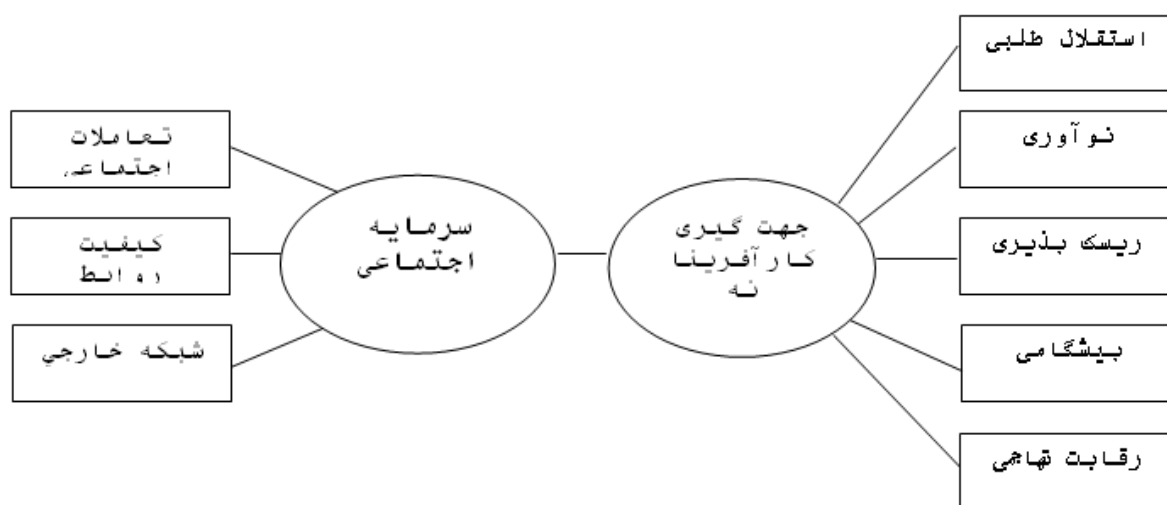 استقلال طلبی
نوآوری
ریسک پذیری
پیشگامی
رقابت تهاجمی
جهت گیری
کارآفرینا
نه
سرمایه
اجتماعی
تعاملات
اجتماعی
کیفیت
روابط
شبکه خارجي